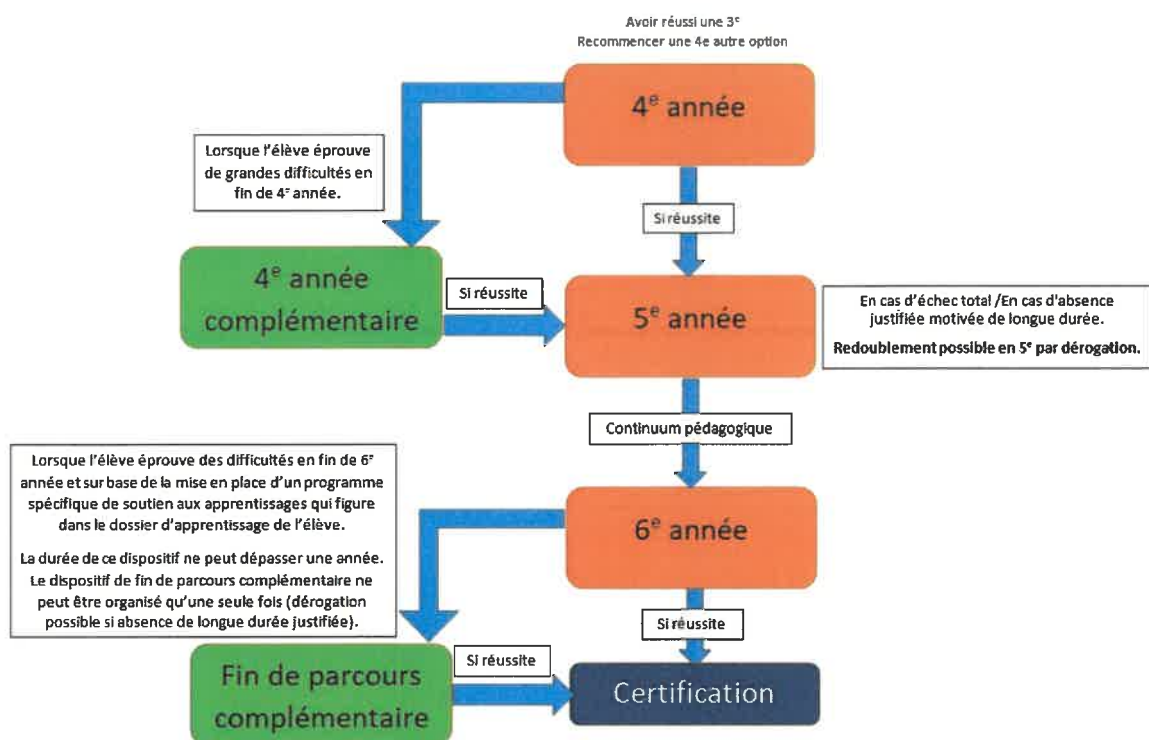 Avoir réussi une 3ᵉ
Recommencer une 4e autre option
4ᵉ année
Lorsque l'élève éprouve
de grandes difficultés en
fin de 4ᵉ année.
Si réussite
4ᵉ année
complémentaire
Si réussite
5ᵉ année
En cas d'échec total /En cas d'absence
justifiée motivée de longue durée.
Redoublement possible en 5ᵉ par dérogation.
Continuum pédagogique
Lorsque l'élève éprouve des difficultés en fin de 6ᵉ
année et sur base de la mise en place d'un programme
spécifique de soutien aux apprentissages qui figure
dans le dossier d'apprentissage de l'élève.
La durée de ce dispositif ne peut dépasser une année.
Le dispositif de fin de parcours complémentaire ne
peut être organisé qu'une seule fois (dérogation
possible si absence de longue durée justifiée).
6ᵉ année
Si réussite
Fin de parcours
complémentaire
Si réussite
Certification